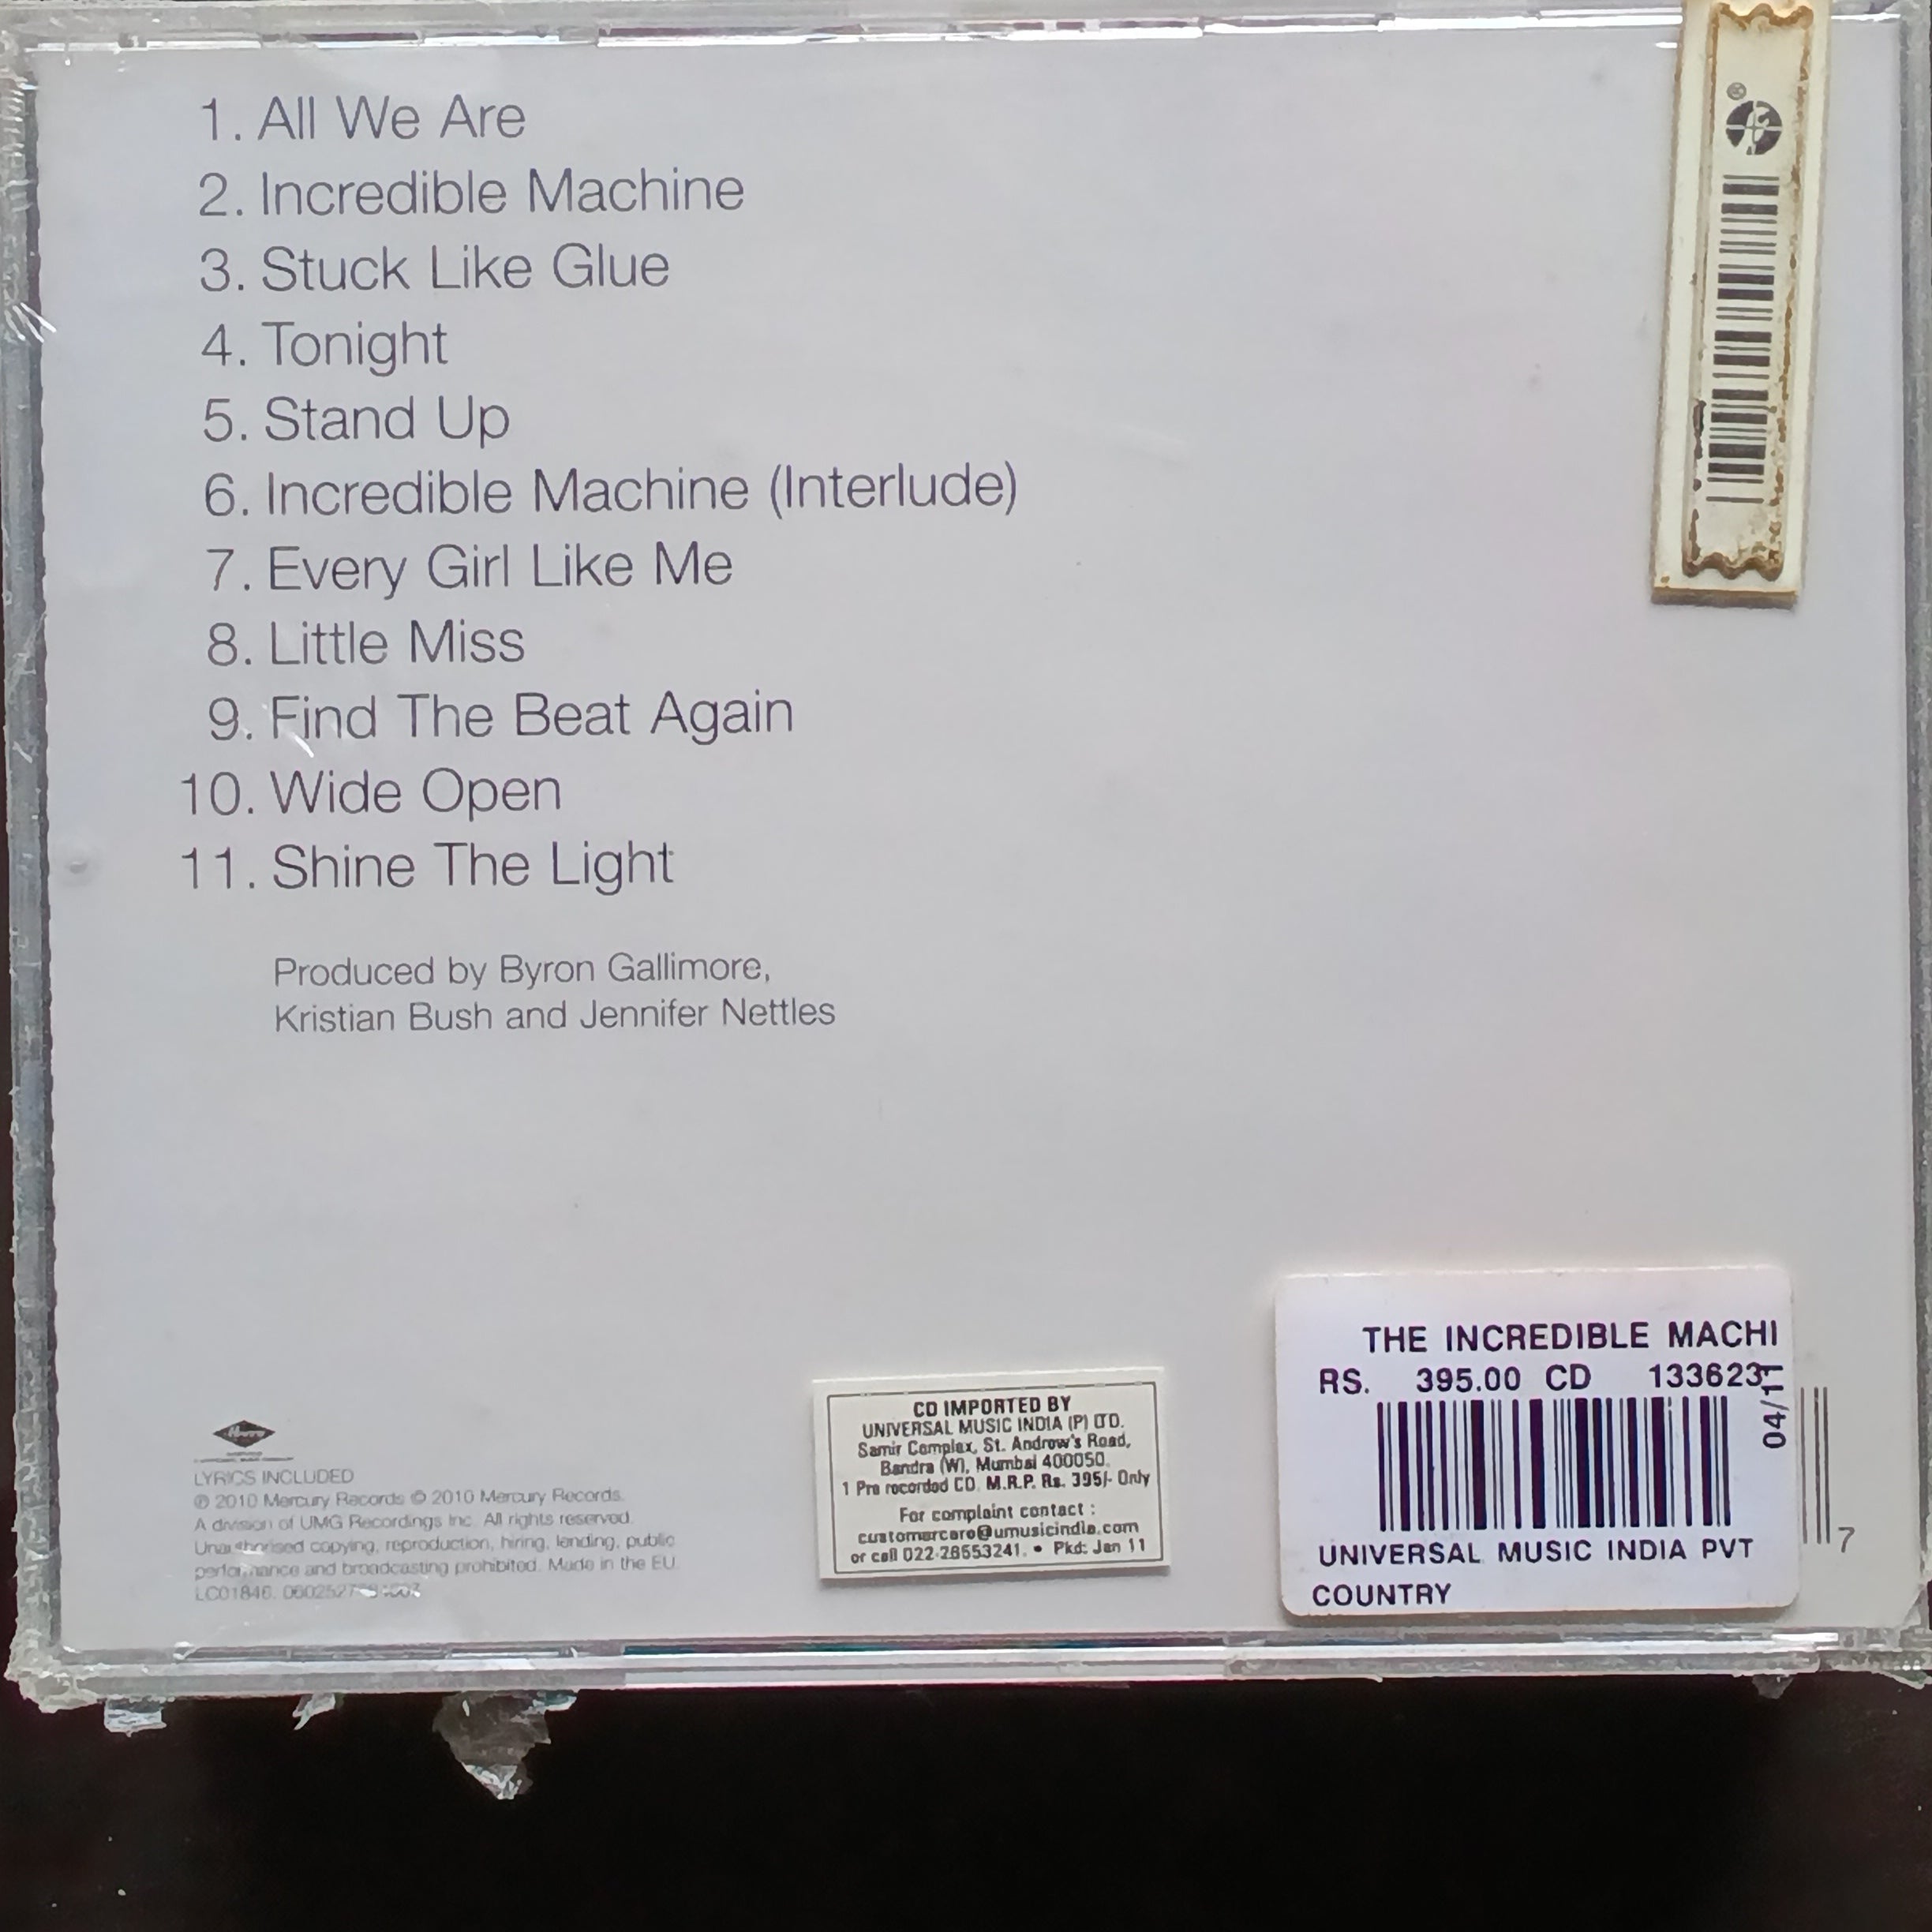 1. All We Are
2. Incredible Machine
3. Stuck Like Glue
4. Tonight
5. Stand Up
6. Incredible Machine (Interlude)
7. Every Girl Like Me
8. Little Miss
9. Find The Beat Again
10. Wide Open
11. Shine The Light
Produced by Byron Gallimore,
Kristian Bush and Jennifer Nettles
LYRICS INCLUDED
℗ 2010 Mercury Records © 2010 Mercury Records.
A division of UMG Recordings Inc. All rights reserved.
Unauthorised copying, reproduction, hiring, lending, public
performance and broadcasting prohibited. Made in the EU.
LC01846.
CD IMPORTED BY
UNIVERSAL MUSIC INDIA (P) LTD.
Samir Complex, St. Andrew's Road,
Bandra (W), Mumbai 400050.
1 Pre recorded CD. M.R.P. Rs. 395/- Only
For complaint contact :
customercare@umusicindia.com
or call 022-28553241. • Pkd: Jan 11
THE INCREDIBLE MACHI
RS. 395.00 CD 133623
04/11
UNIVERSAL MUSIC INDIA PVT
COUNTRY
7